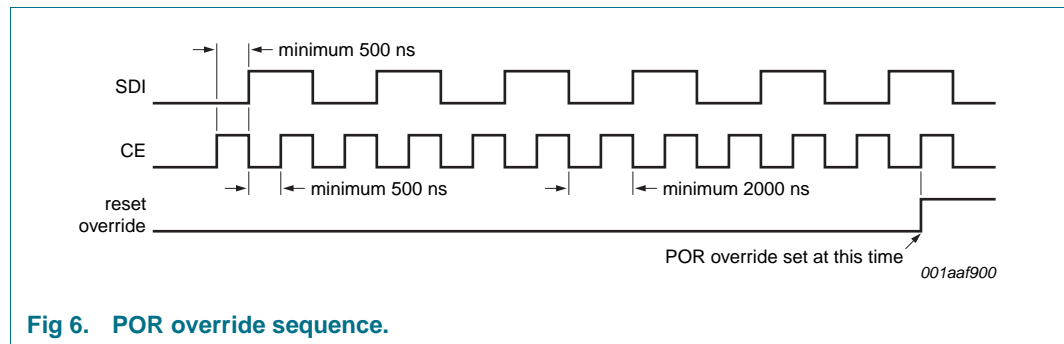 minimum 500 ns
SDI
CE
minimum 500 ns
minimum 2000 ns
reset
override
POR override set at this time
001aaf900
Fig 6. POR override sequence.